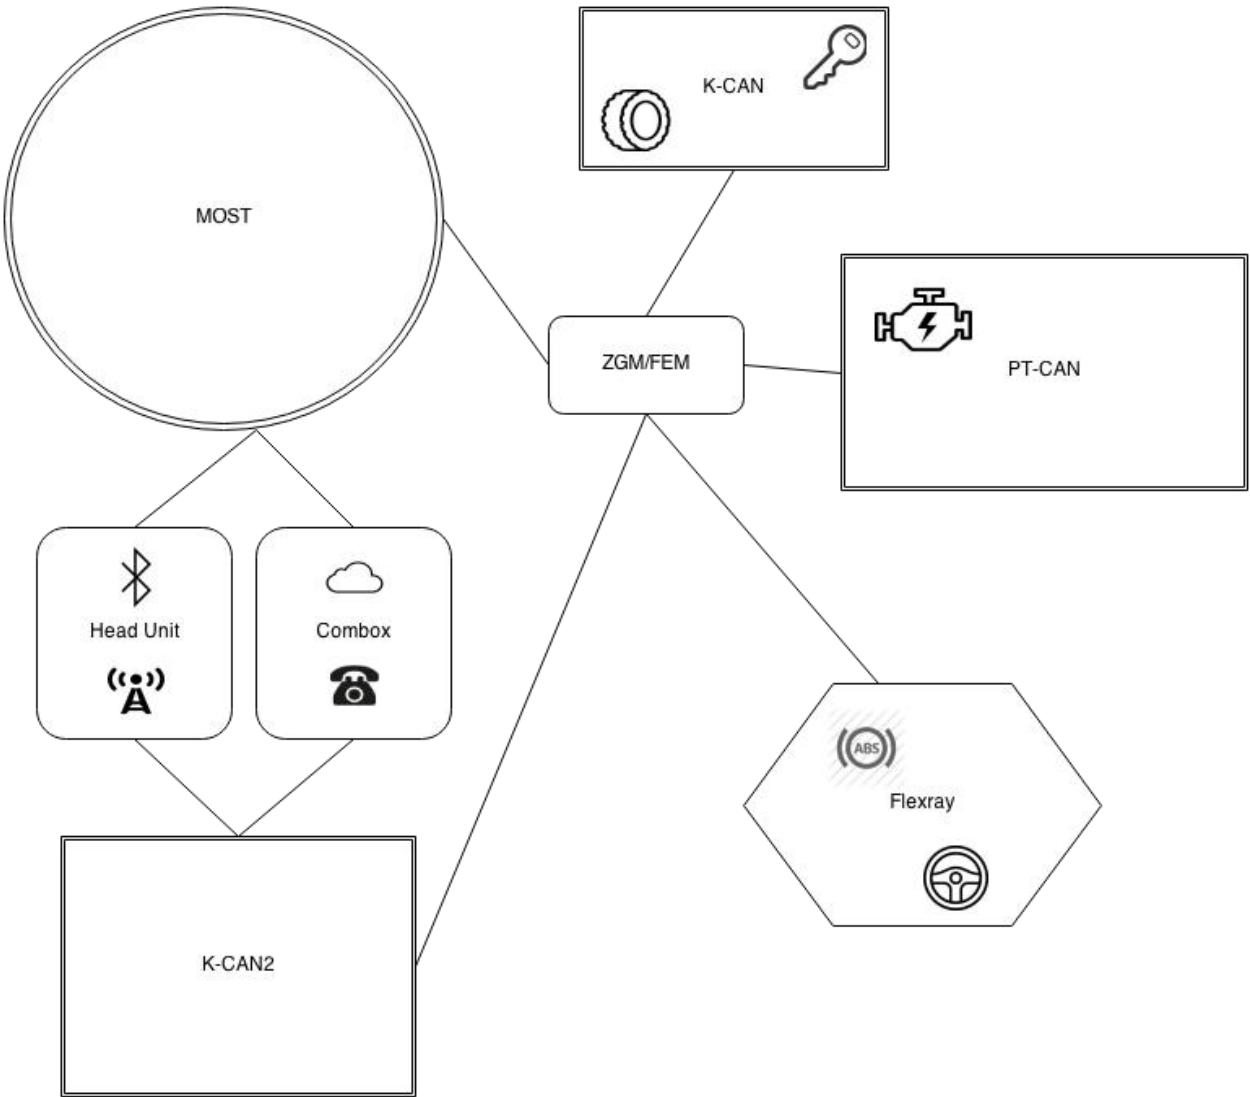 MOST
K-CAN
ZGM/FEM
PT-CAN
Head Unit
Combox
ABS
Flexray
K-CAN2